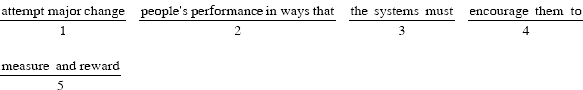 attempt major change people's performance in ways that the systems must encourage them to
1 2 3 4
measure and reward
5